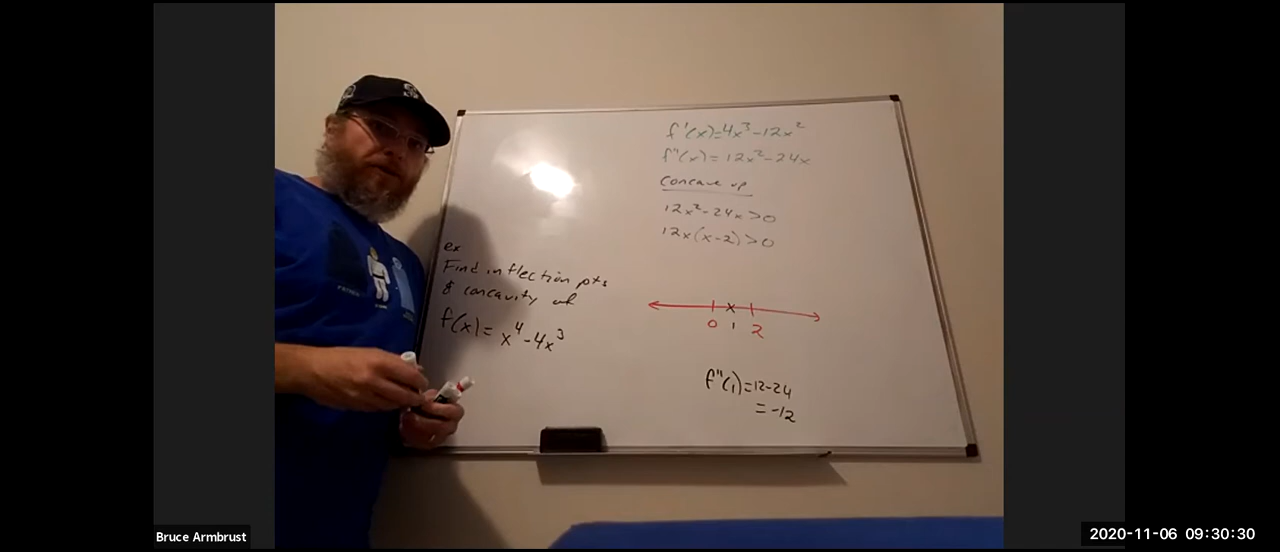 f'(x)=4x³-12x²
f"(x)=12x²-24x
Concave up
12x²-24x>0
12x(x-2)>0
ex
Find inflection pts
& concavity of
f(x)=x⁴-4x³
0 1 2
f"(1)=12-24
=-12
Bruce Armbrust
2020-11-06 09:30:30